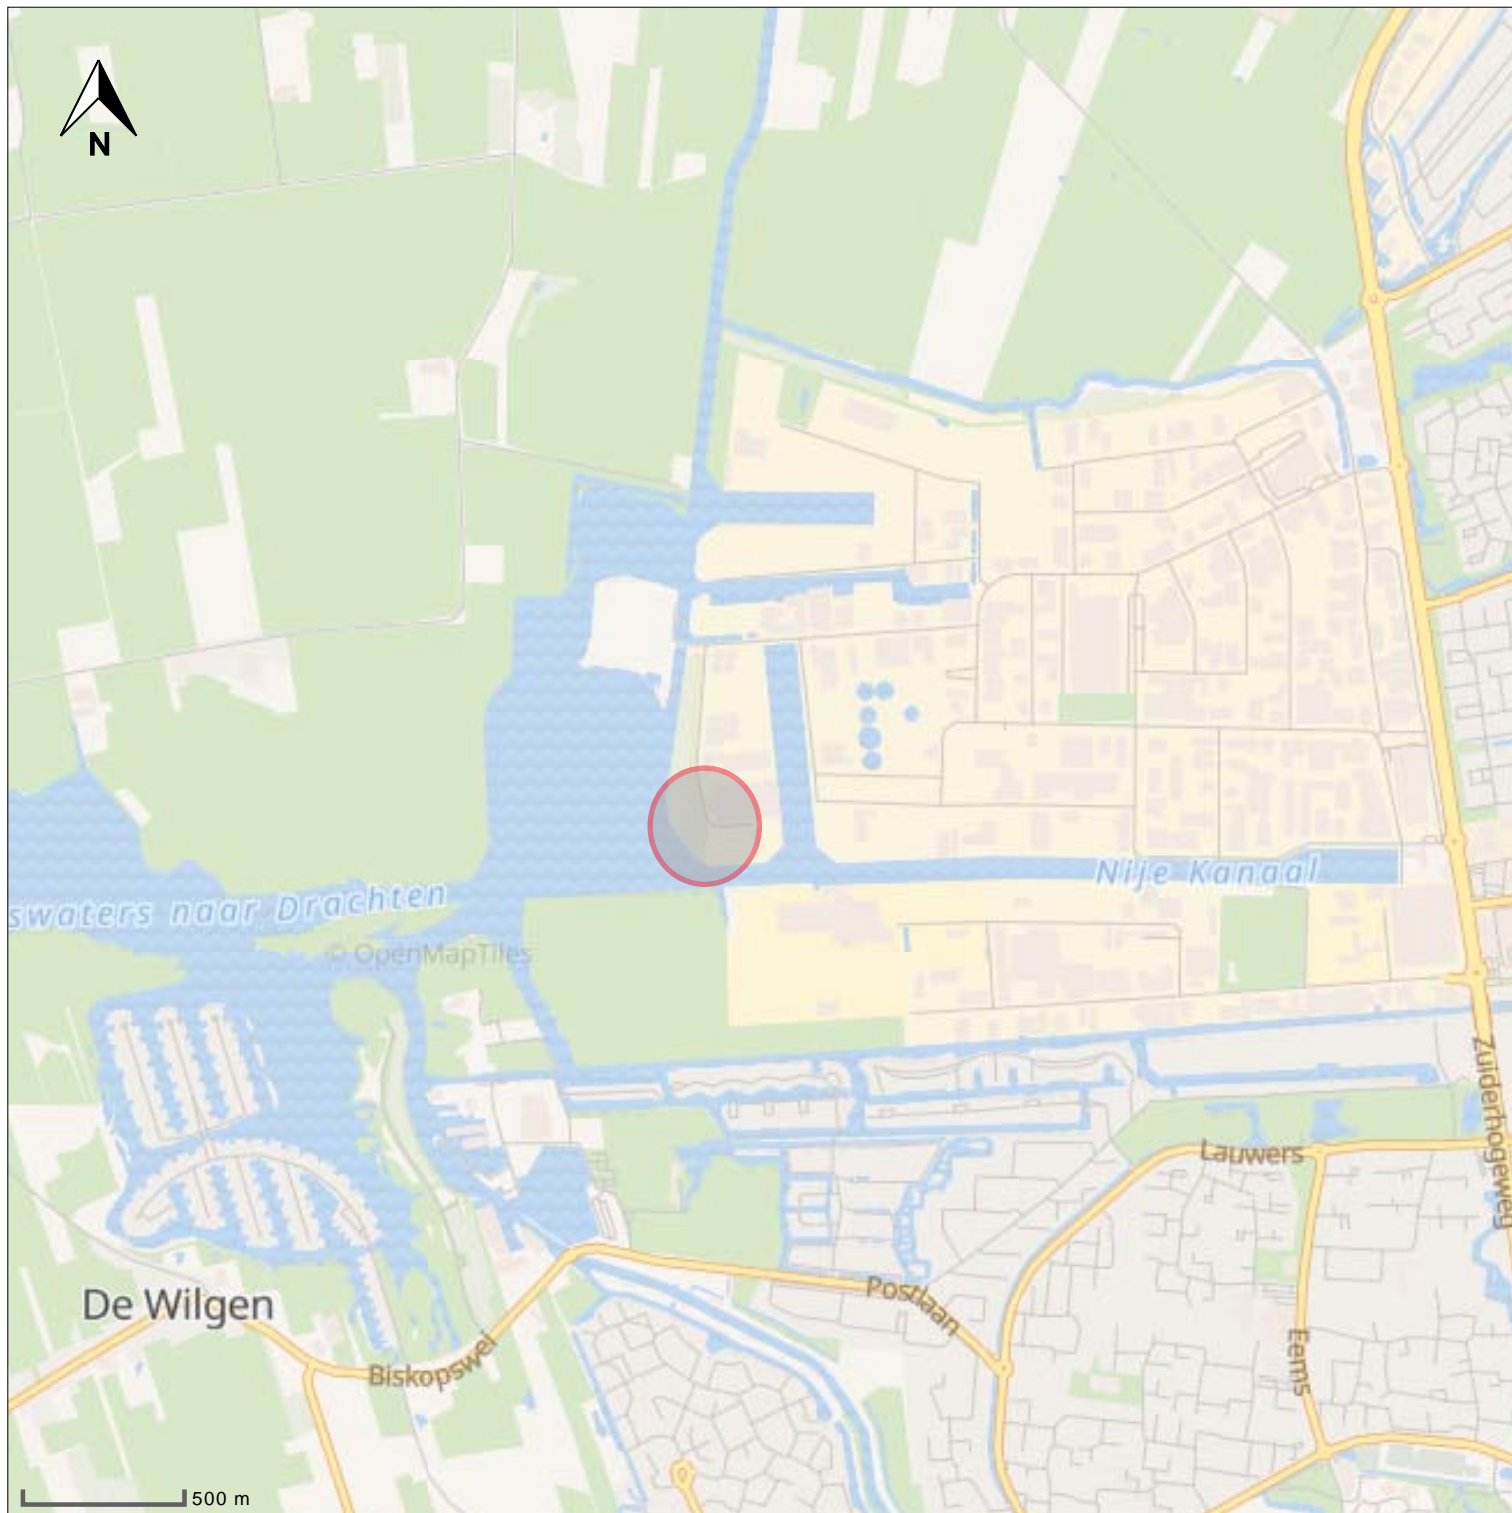 N
Nije Kanaal
swaters naar Drachten
© OpenMapTiles
Zuiderhogeweg
Lauwers
Postlaan
De Wilgen
Biskopswei
Eems
500 m